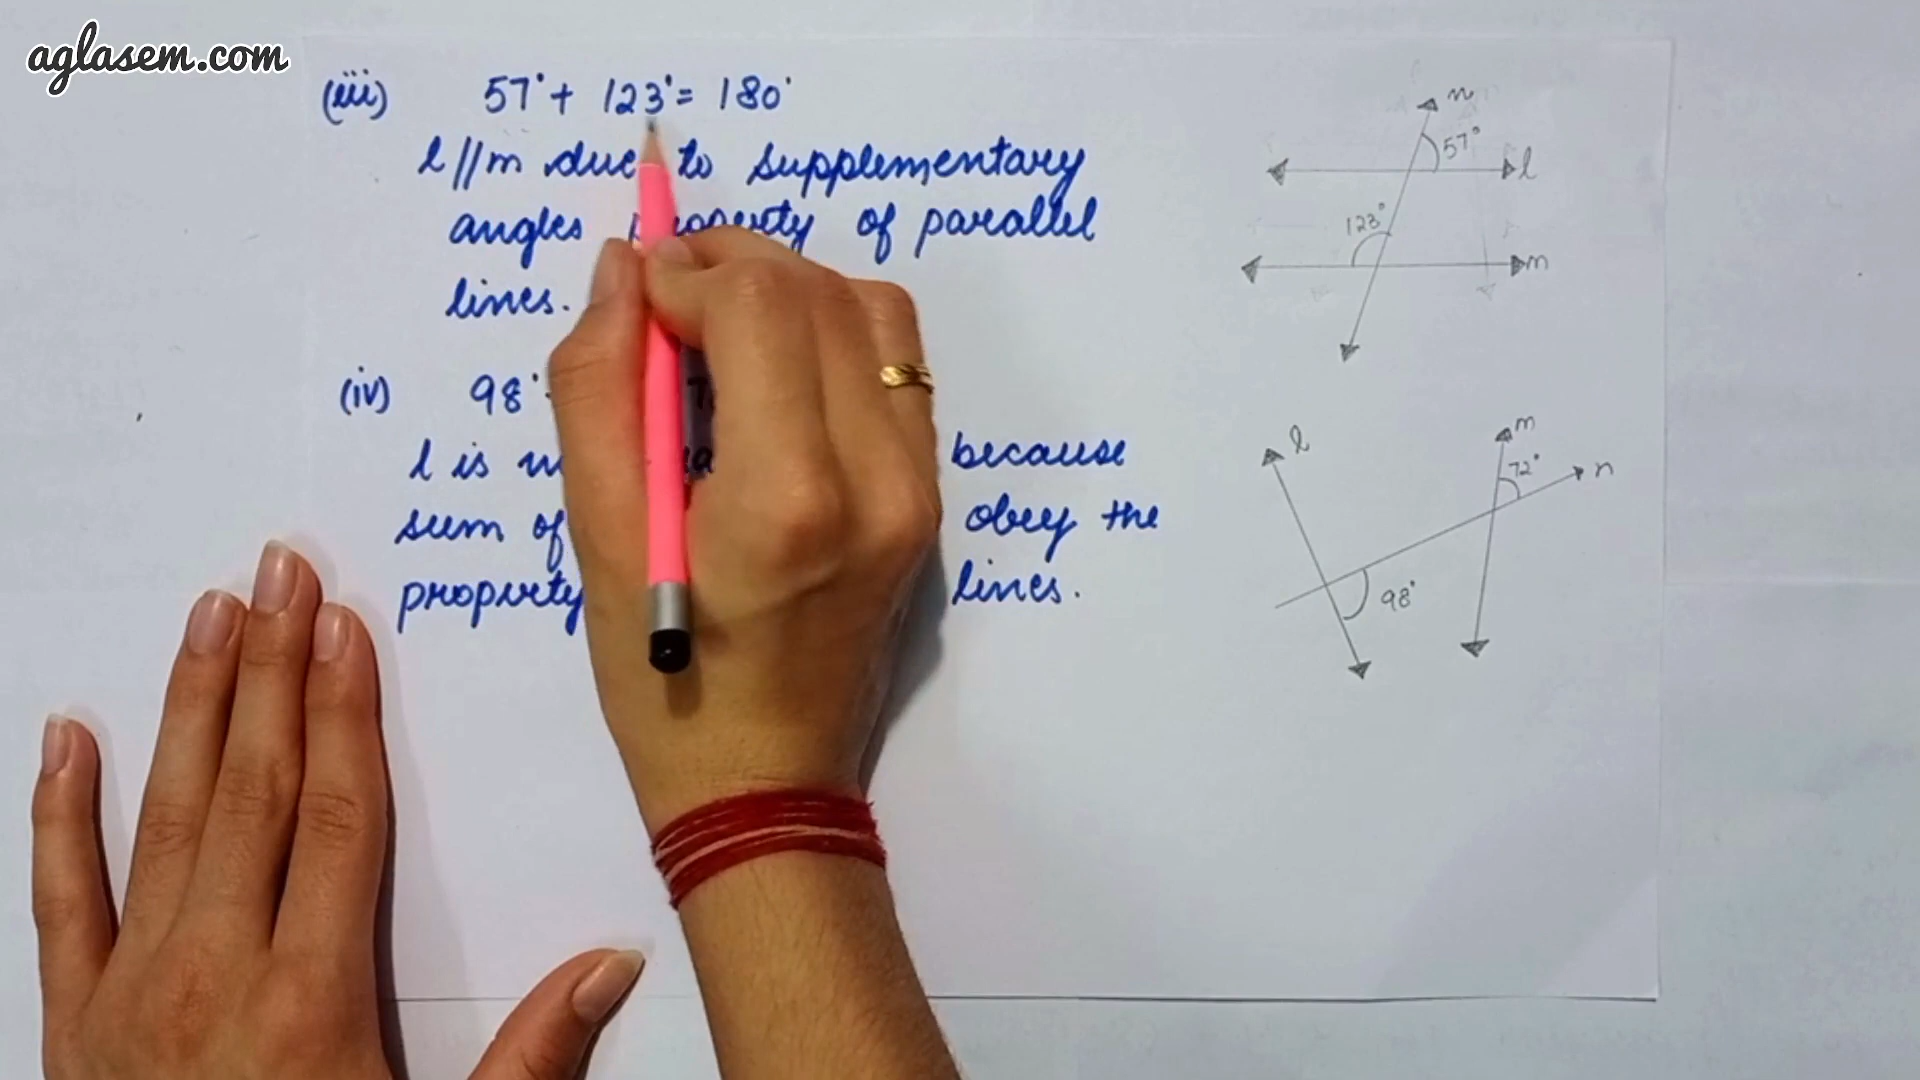 aglasem.com
(iii) 57° + 123° = 180°
l // m due to supplementary
angles property of parallel
lines.
(iv) 98°
l is because
sum of obey the
property lines.
n
57°
l
123°
m
l
m
72°
n
98°